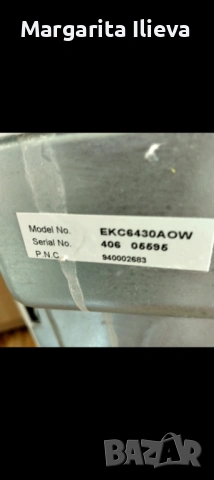 Margarita Ilieva
Model No. EKC6430AOW
Serial No. 406 05595
P.N.C. 940002683
BAZAR